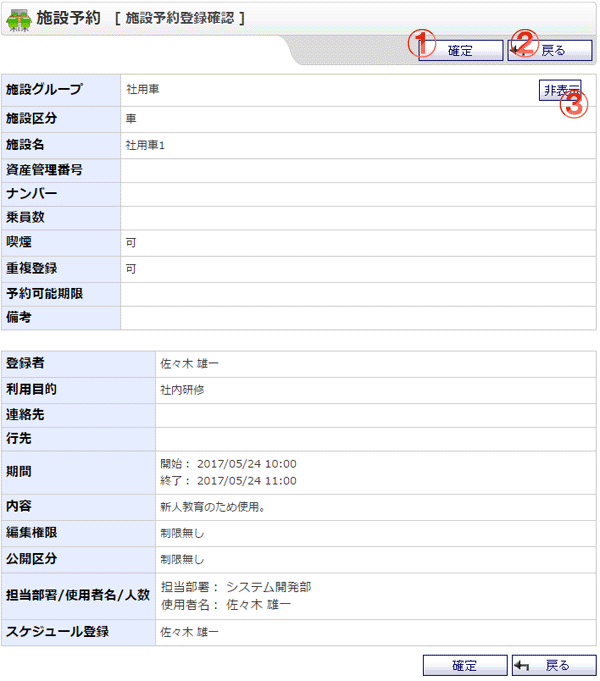 施設予約 [ 施設予約登録確認 ]
① 確定 ② 戻る
施設グループ 社用車 非表示 ③
施設区分 車
施設名 社用車1
資産管理番号
ナンバー
乗員数
喫煙 可
重複登録 可
予約可能期限
備考
登録者 佐々木 雄一
利用目的 社内研修
連絡先
行先
期間 開始： 2017/05/24 10:00
終了： 2017/05/24 11:00
内容 新人教育のため使用。
編集権限 制限無し
公開区分 制限無し
担当部署/使用者名/人数 担当部署： システム開発部
使用者名： 佐々木 雄一
スケジュール登録 佐々木 雄一
確定 戻る